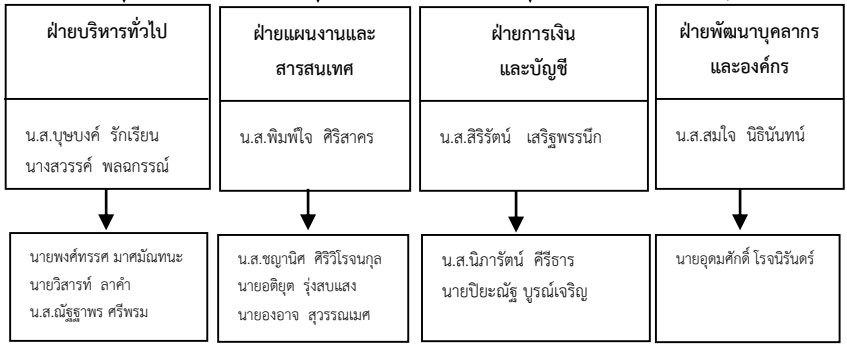 ฝ่ายบริหารทั่วไป
น.ส.บุษบงค์ รักเรียน
นางสวรรค์ พลฉกรรณ์
นายพงศ์ทรรศ มาศมัณฑนะ
นายวิสารท์ ลาคำ
น.ส.ณัฐฐาพร ศรีพรม
ฝ่ายแผนงานและ
สารสนเทศ
น.ส.พิมพ์ใจ ศิริสาคร
น.ส.ชญานิศ ศิริวิโรจนกุล
นายอติยุต รุ่งสบแสง
นายองอาจ สุวรรณเมศ
ฝ่ายการเงิน
และบัญชี
น.ส.สิริรัตน์ เสริฐพรรนึก
น.ส.นิภารัตน์ คีรีธาร
นายปิยะณัฐ บูรณ์เจริญ
ฝ่ายพัฒนาบุคลากร
และองค์กร
น.ส.สมใจ นิธินันทน์
นายอุดมศักดิ์ โรจนิรันดร์